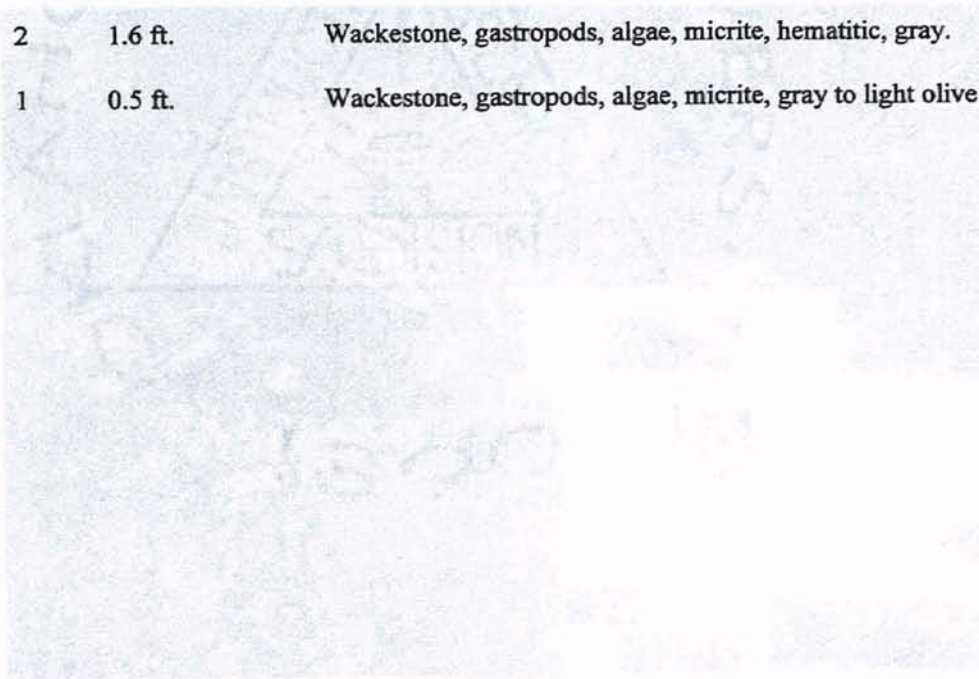 2 1.6 ft. Wackestone, gastropods, algae, micrite, hematitic, gray.
1 0.5 ft. Wackestone, gastropods, algae, micrite, gray to light olive